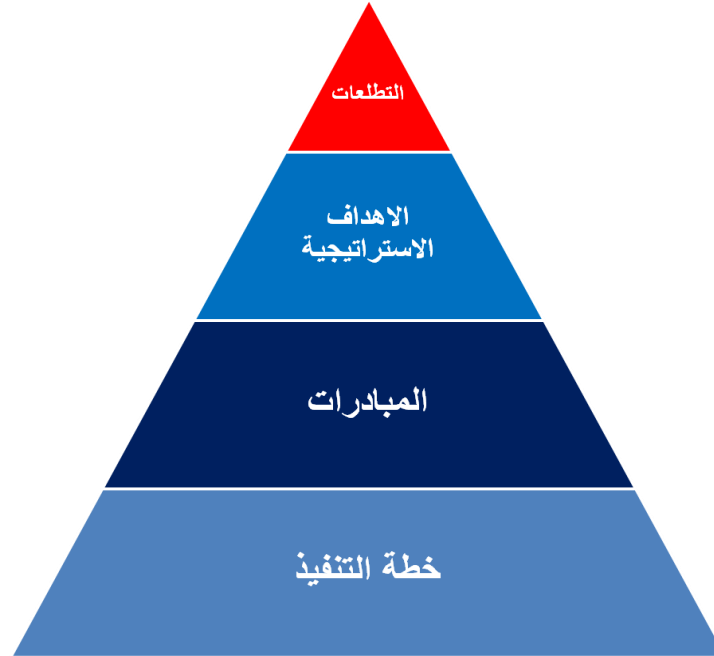 التطلعات
الاهداف
الاستراتيجية
المبادرات
خطة التنفيذ